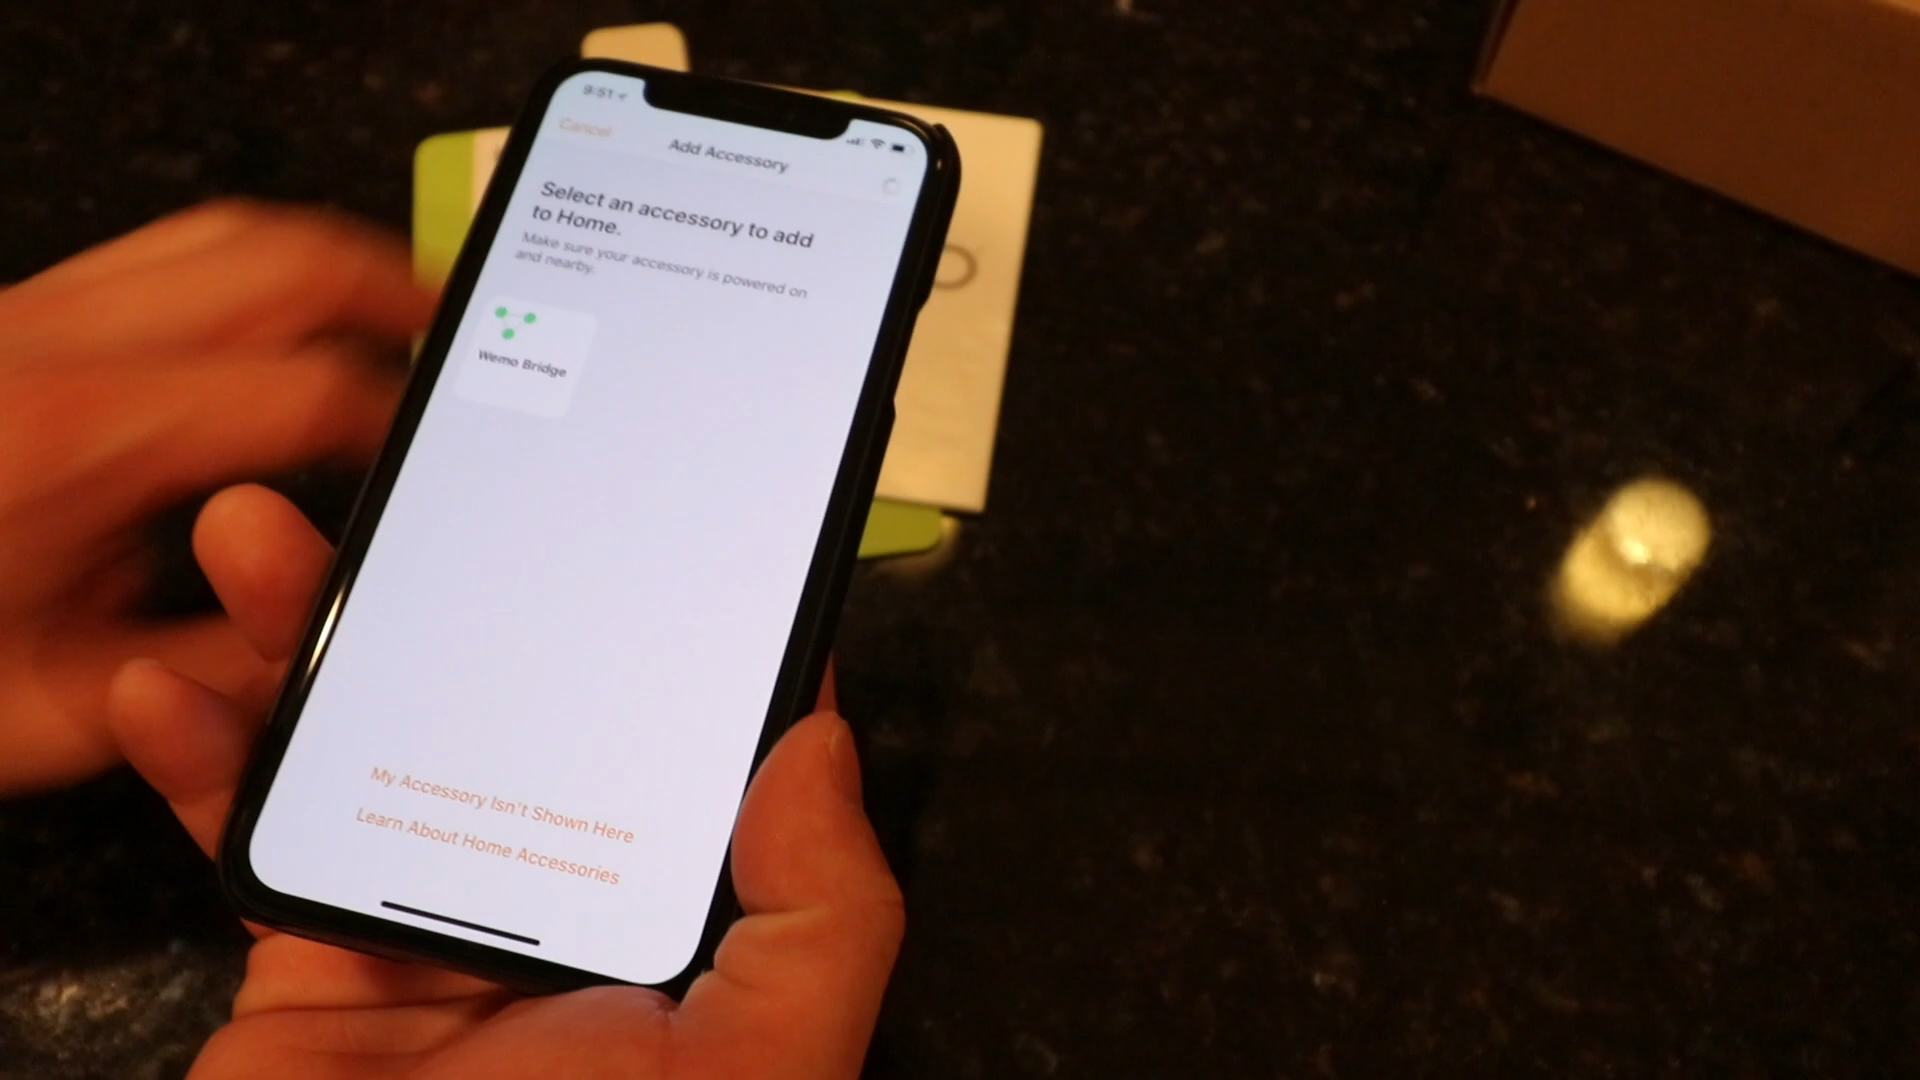 9:51
Cancel
Add Accessory
Select an accessory to add
to Home.
Make sure your accessory is powered on
and nearby.
Wemo Bridge
My Accessory Isn't Shown Here
Learn About Home Accessories